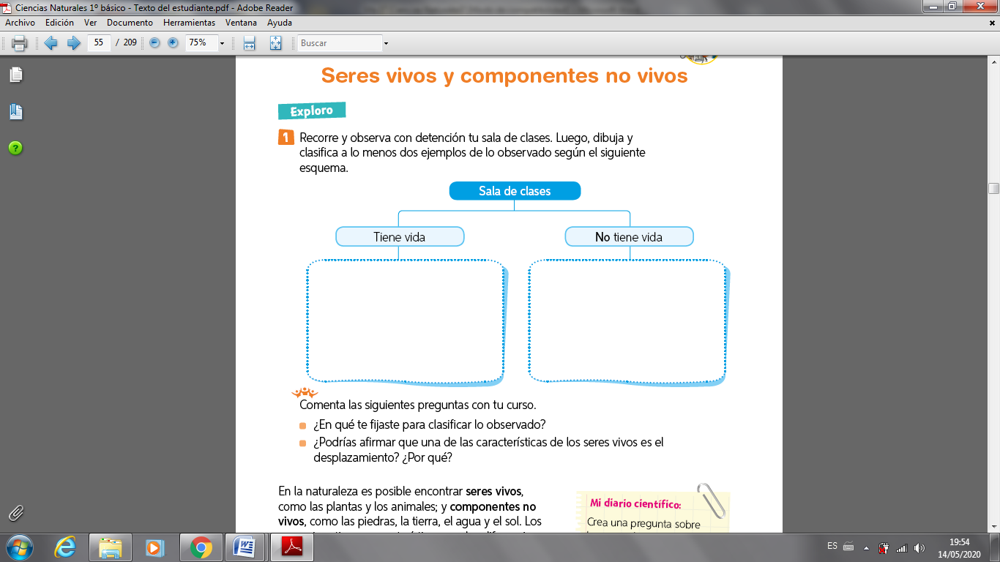 Ciencias Naturales 1º básico - Texto del estudiante.pdf - Adobe Reader
Archivo Edición Ver Documento Herramientas Ventana Ayuda
55 / 209 75% Buscar
Seres vivos y componentes no vivos
Exploro
1 Recorre y observa con detención tu sala de clases. Luego, dibuja y
clasifica a lo menos dos ejemplos de lo observado según el siguiente
esquema.
Sala de clases
Tiene vida
No tiene vida
Comenta las siguientes preguntas con tu curso.
¿En qué te fijaste para clasificar lo observado?
¿Podrías afirmar que una de las características de los seres vivos es el
desplazamiento? ¿Por qué?
En la naturaleza es posible encontrar seres vivos,
como las plantas y los animales; y componentes no
vivos, como las piedras, la tierra, el agua y el sol. Los
Mi diario científico:
Crea una pregunta sobre
ES
19:54
14/05/2020